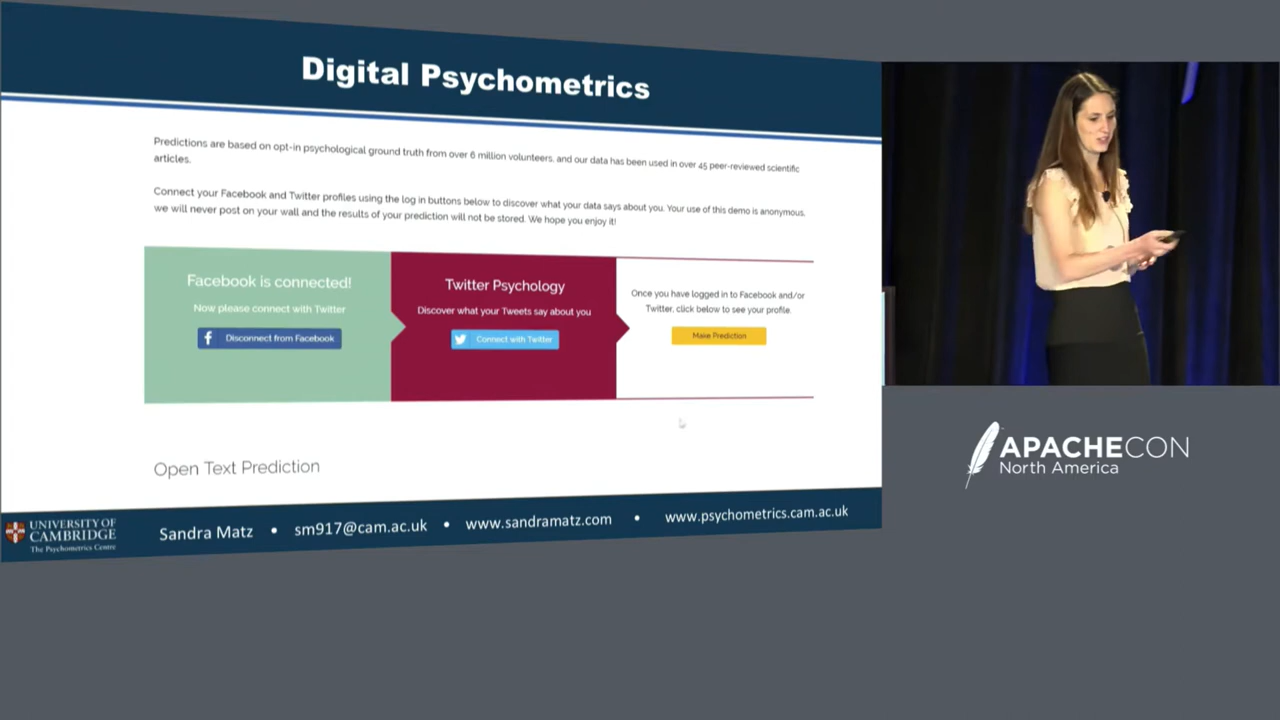 Digital Psychometrics
Predictions are based on opt-in psychological ground truth from over 6 million volunteers, and our data has been used in over 45 peer-reviewed scientific
articles.
Connect your Facebook and Twitter profiles using the log in buttons below to discover what your data says about you. Your use of this demo is anonymous,
we will never post on your wall and the results of your prediction will not be stored. We hope you enjoy it!
Facebook is connected!
Now please connect with Twitter
Disconnect from Facebook
Twitter Psychology
Discover what your Tweets say about you
Connect with Twitter
Once you have logged in to Facebook and/or
Twitter, click below to see your profile.
Make Prediction
Open Text Prediction
UNIVERSITY OF
CAMBRIDGE
The Psychometrics Centre
Sandra Matz • sm917@cam.ac.uk • www.sandramatz.com • www.psychometrics.cam.ac.uk
APACHECON
North America